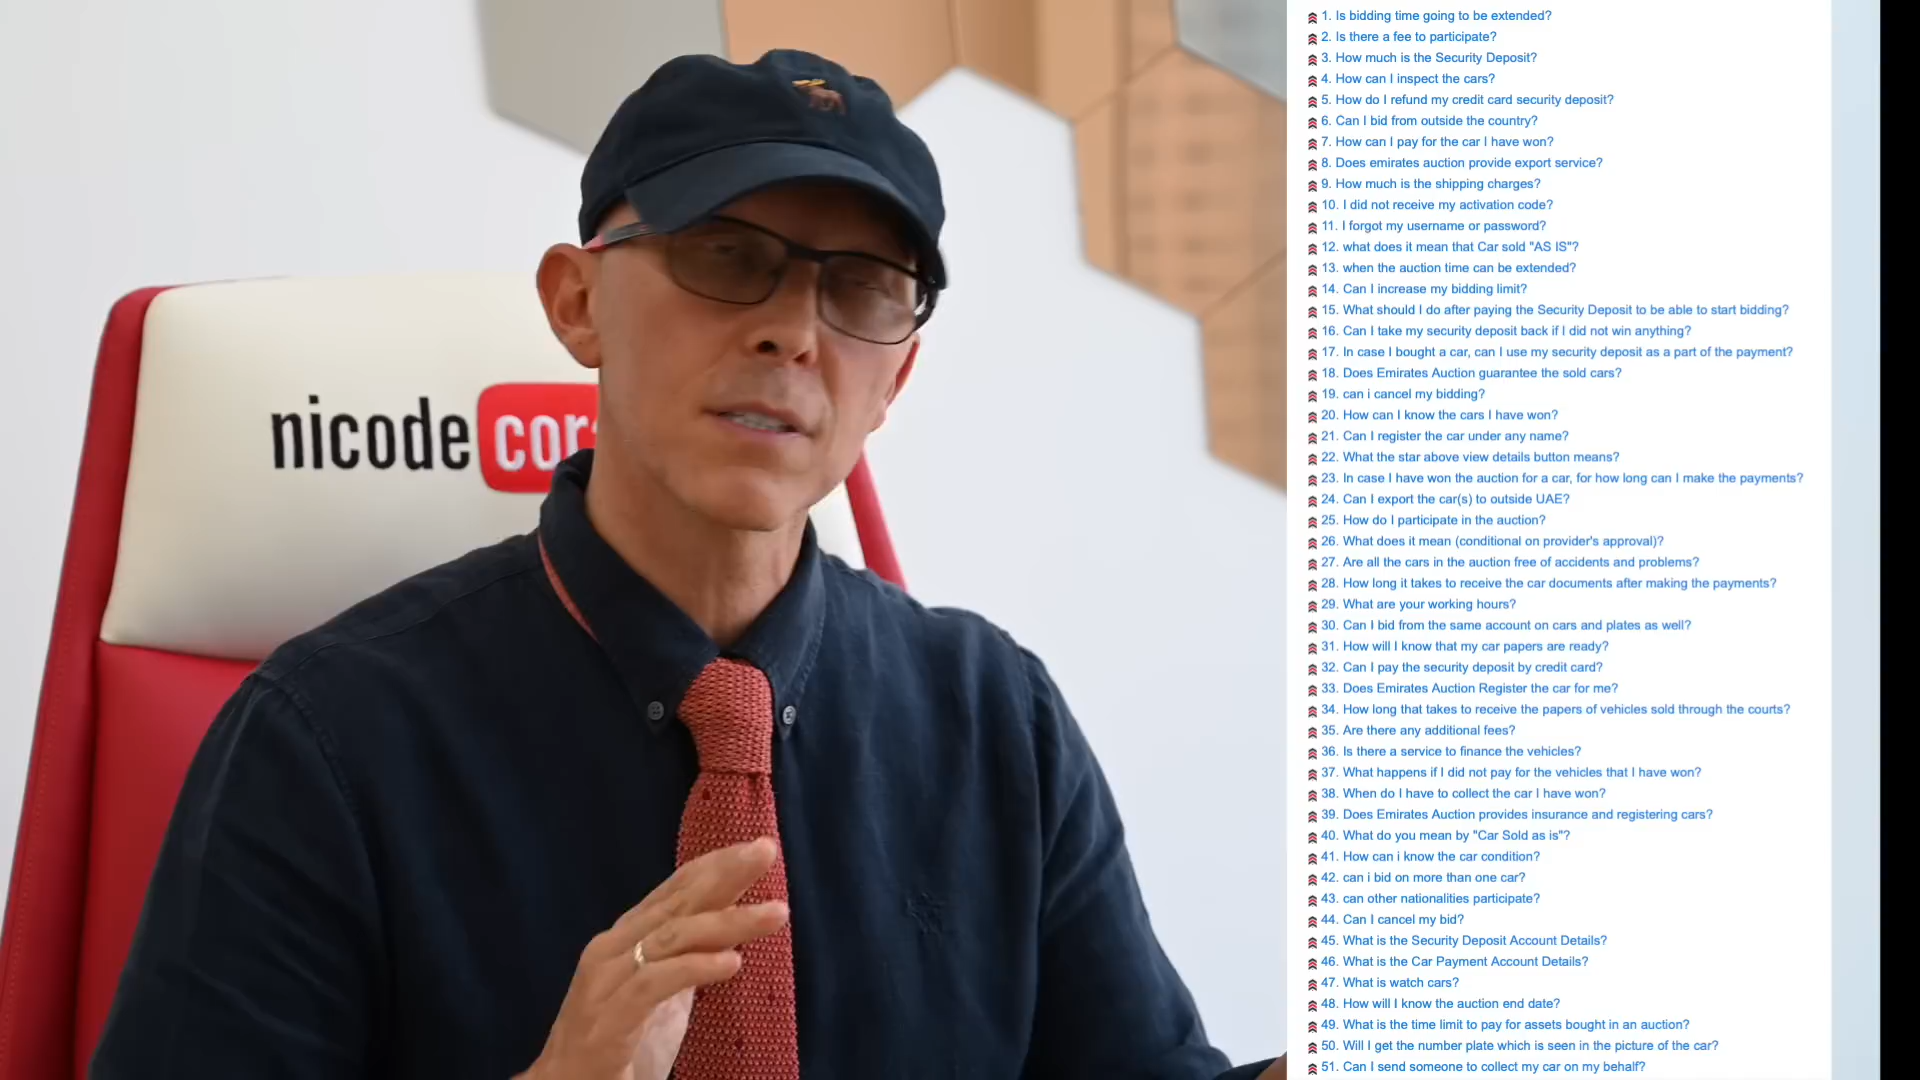 nicode
1. Is bidding time going to be extended?
2. Is there a fee to participate?
3. How much is the Security Deposit?
4. How can I inspect the cars?
5. How do I refund my credit card security deposit?
6. Can I bid from outside the country?
7. How can I pay for the car I have won?
8. Does emirates auction provide export service?
9. How much is the shipping charges?
10. I did not receive my activation code?
11. I forgot my username or password?
12. what does it mean that Car sold "AS IS"?
13. when the auction time can be extended?
14. Can I increase my bidding limit?
15. What should I do after paying the Security Deposit to be able to start bidding?
16. Can I take my security deposit back if I did not win anything?
17. In case I bought a car, can I use my security deposit as a part of the payment?
18. Does Emirates Auction guarantee the sold cars?
19. can i cancel my bidding?
20. How can I know the cars I have won?
21. Can I register the car under any name?
22. What the star above view details button means?
23. In case I have won the auction for a car, for how long can I make the payments?
24. Can I export the car(s) to outside UAE?
25. How do I participate in the auction?
26. What does it mean (conditional on provider's approval)?
27. Are all the cars in the auction free of accidents and problems?
28. How long it takes to receive the car documents after making the payments?
29. What are your working hours?
30. Can I bid from the same account on cars and plates as well?
31. How will I know that my car papers are ready?
32. Can I pay the security deposit by credit card?
33. Does Emirates Auction Register the car for me?
34. How long that takes to receive the papers of vehicles sold through the courts?
35. Are there any additional fees?
36. Is there a service to finance the vehicles?
37. What happens if I did not pay for the vehicles that I have won?
38. When do I have to collect the car I have won?
39. Does Emirates Auction provides insurance and registering cars?
40. What do you mean by "Car Sold as is"?
41. How can i know the car condition?
42. can i bid on more than one car?
43. can other nationalities participate?
44. Can I cancel my bid?
45. What is the Security Deposit Account Details?
46. What is the Car Payment Account Details?
47. What is watch cars?
48. How will I know the auction end date?
49. What is the time limit to pay for assets bought in an auction?
50. Will I get the number plate which is seen in the picture of the car?
51. Can I send someone to collect my car on my behalf?